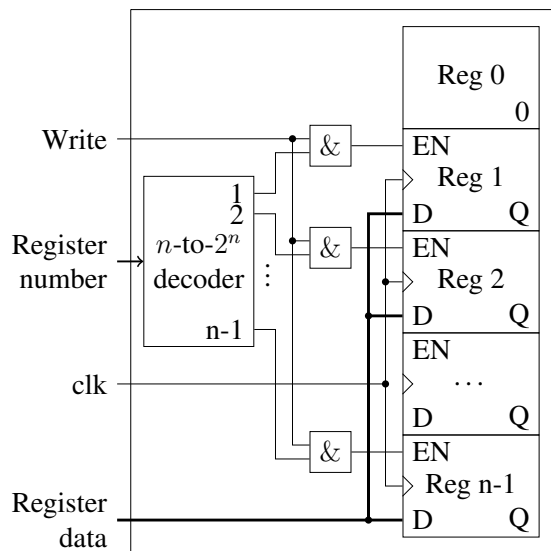 Reg 0
0
Write
&
EN
Reg 1
D Q
1
2
n-to-2ⁿ
decoder
⋮
n-1
Register
number
&
EN
Reg 2
D Q
EN
clk
...
D Q
&
EN
Reg n-1
D Q
Register
data